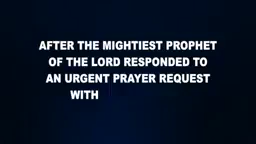 AFTER THE MIGHTIEST PROPHET
OF THE LORD RESPONDED TO
AN URGENT PRAYER REQUEST
WITH